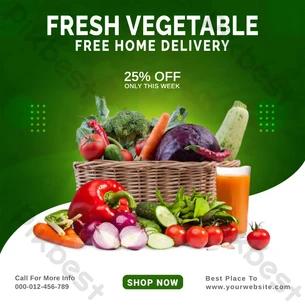 FRESH VEGETABLE
FREE HOME DELIVERY
25% OFF
ONLY THIS WEEK
Call For More Info
000-012-456-789
SHOP NOW
Best Place To
www.yourwebsite.com